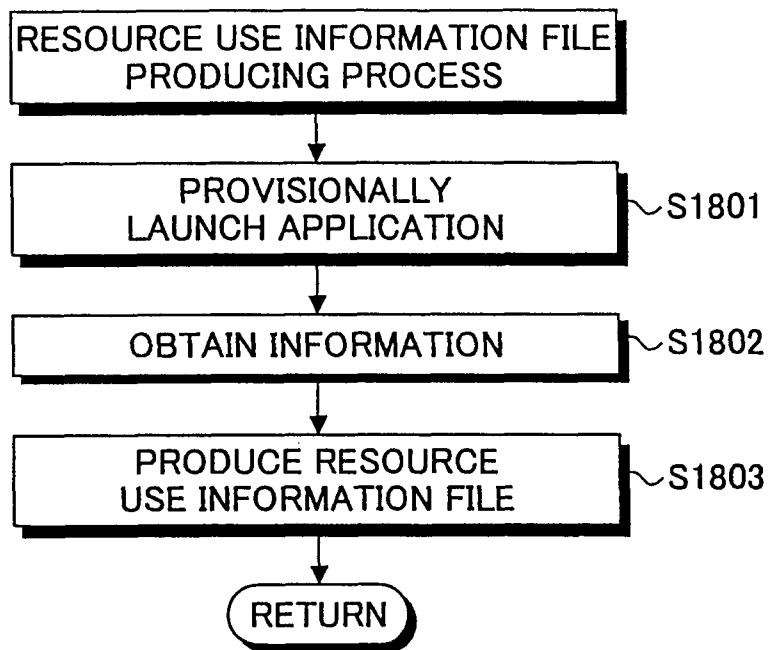 RESOURCE USE INFORMATION FILE
PRODUCING PROCESS
PROVISIONALLY
LAUNCH APPLICATION
S1801
OBTAIN INFORMATION
S1802
PRODUCE RESOURCE
USE INFORMATION FILE
S1803
RETURN